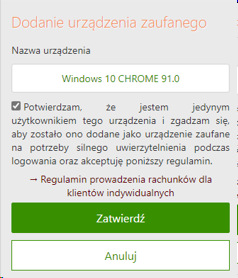 Dodanie urządzenia zaufanego
Nazwa urządzenia
Windows 10 CHROME 91.0
Potwierdzam, że jestem jedynym
użytkownikiem tego urządzenia i zgadzam się,
aby zostało ono dodane jako urządzenie zaufane
na potrzeby silnego uwierzytelnienia podczas
logowania oraz akceptuję poniższy regulamin.
→ Regulamin prowadzenia rachunków dla
klientów indywidualnych
Zatwierdź
Anuluj